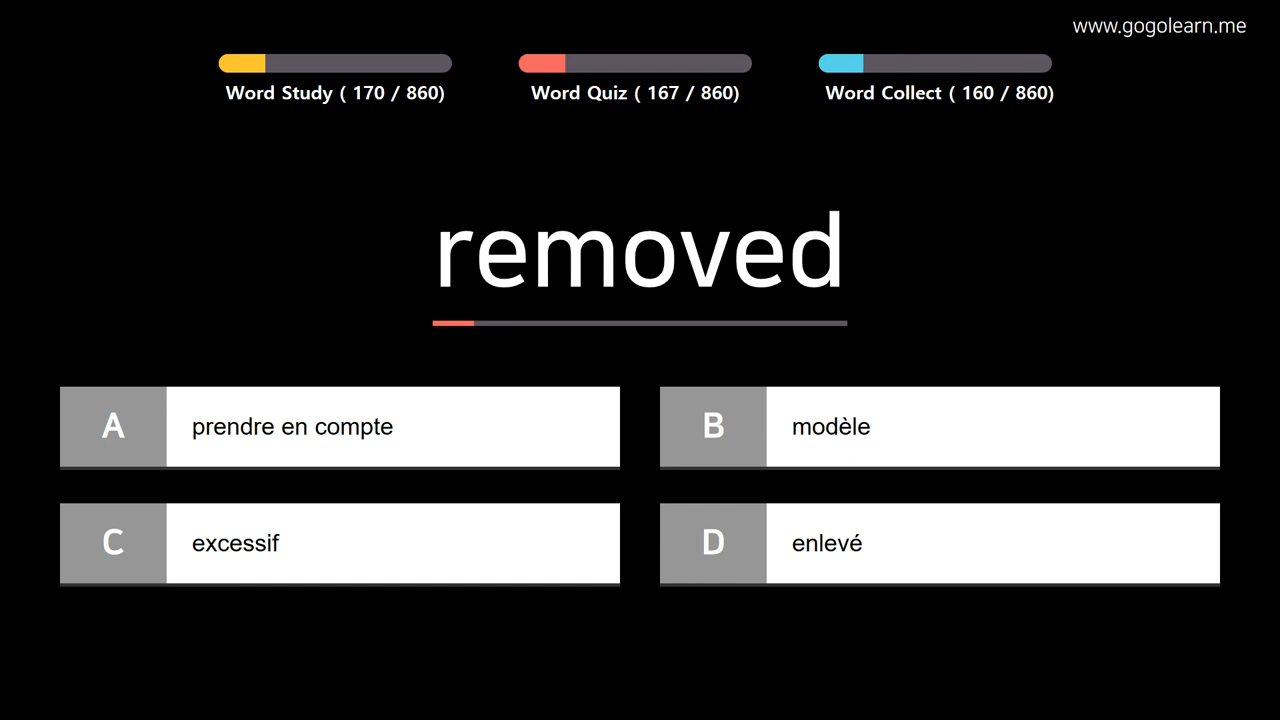 www.gogolearn.me
Word Study ( 170 / 860)
Word Quiz ( 167 / 860)
Word Collect ( 160 / 860)
removed
A prendre en compte
B modèle
C excessif
D enlevé